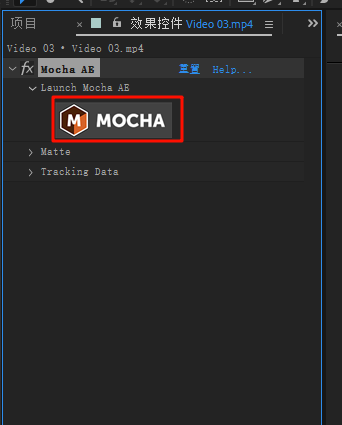 项目 × 效果控件 Video 03.mp4 ≡ »
Video 03 • Video 03.mp4
fx Mocha AE 重置 Help...
Launch Mocha AE
M MOCHA
Matte
Tracking Data